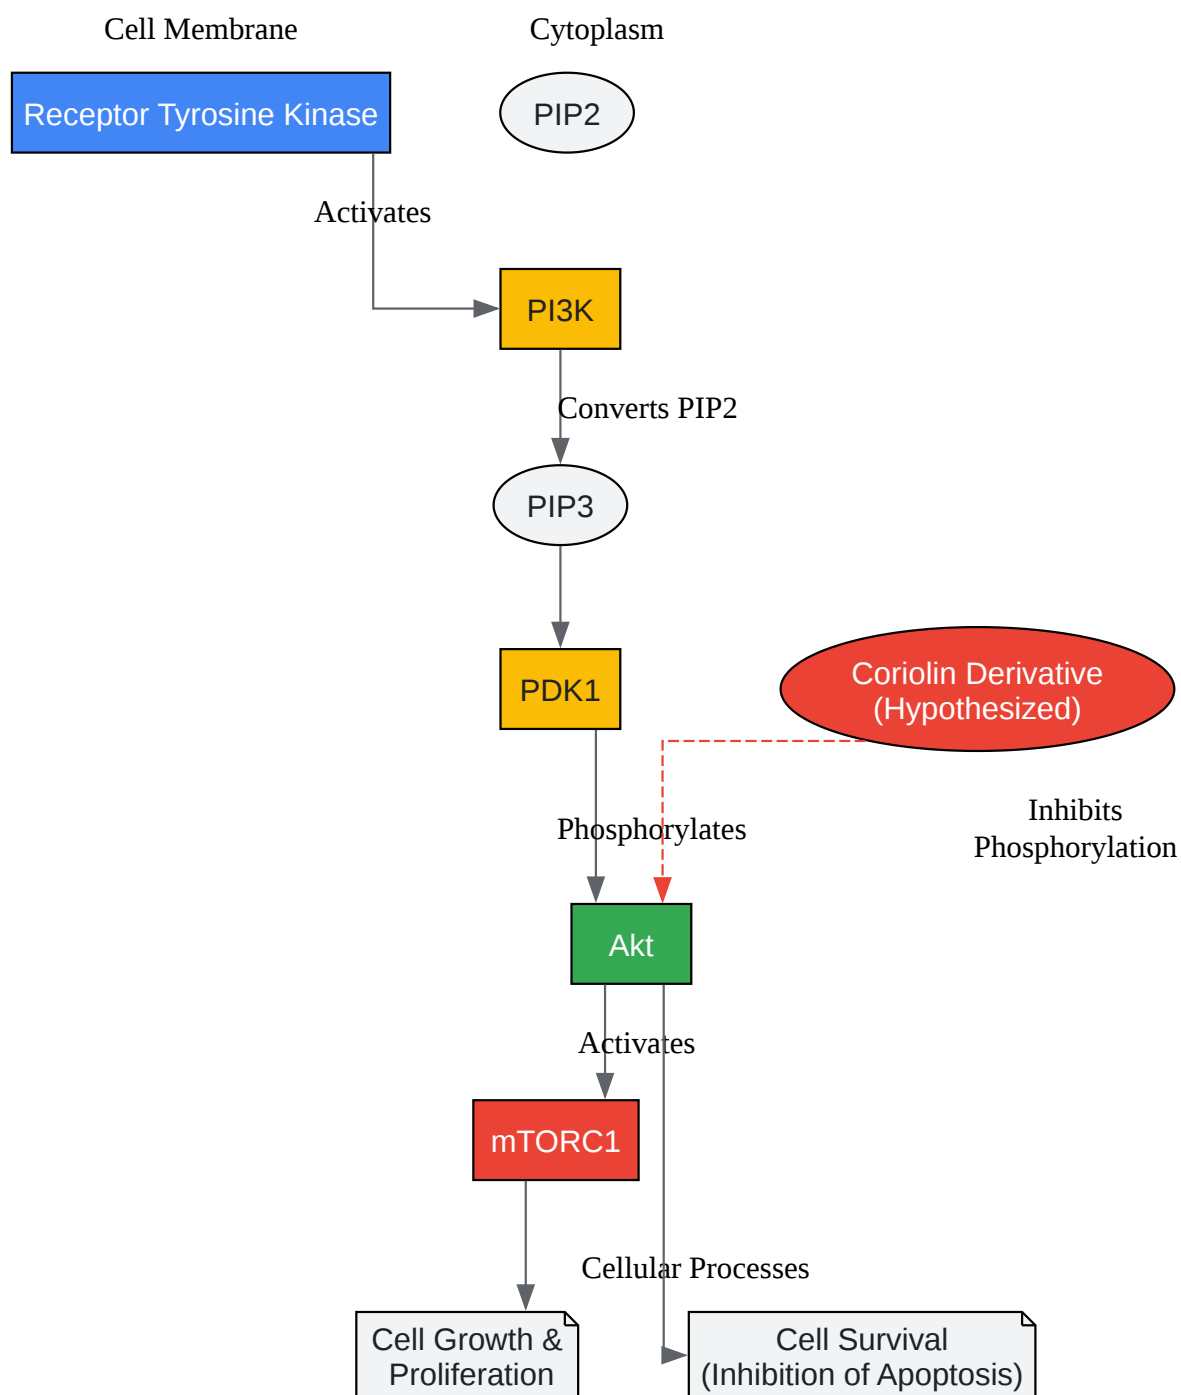 Cell Membrane
Cytoplasm
Receptor Tyrosine Kinase
PIP2
Activates
PI3K
Converts PIP2
PIP3
PDK1
Coriolin Derivative
(Hypothesized)
Phosphorylates
Inhibits
Phosphorylation
Akt
Activates
mTORC1
Cellular Processes
Cell Growth &
Proliferation
Cell Survival
(Inhibition of Apoptosis)